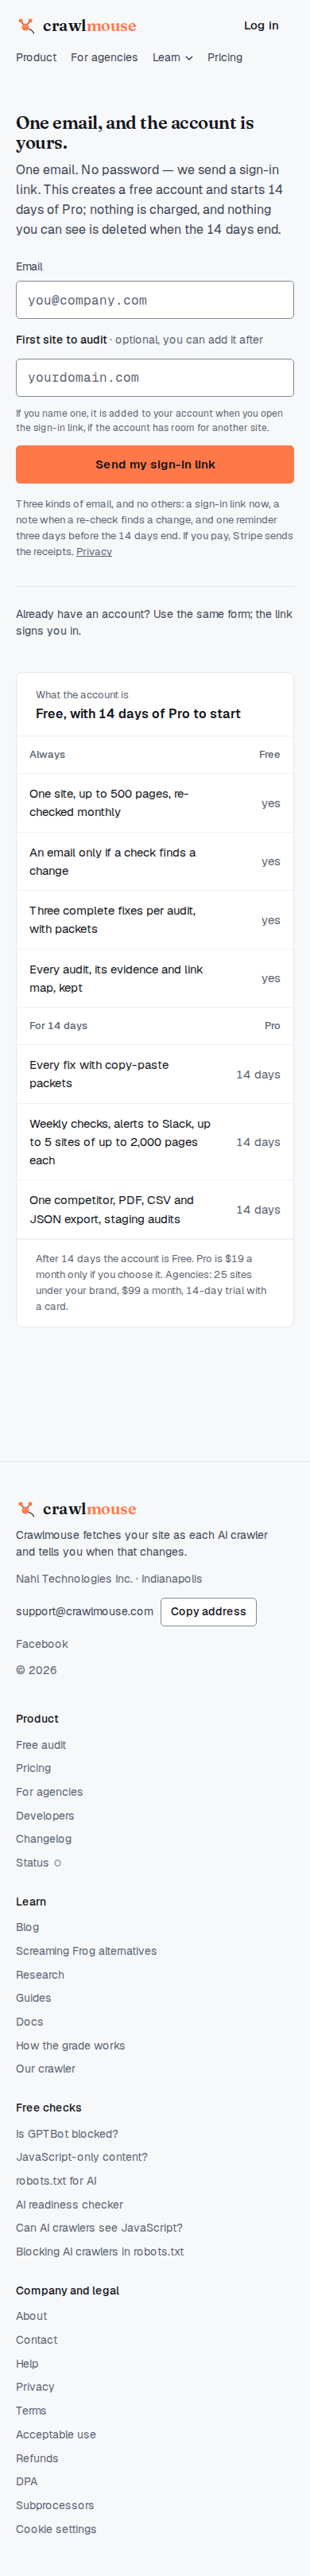 crawlmouse
Log in
Product For agencies Learn Pricing
One email, and the account is
yours.
One email. No password — we send a sign-in
link. This creates a free account and starts 14
days of Pro; nothing is charged, and nothing
you can see is deleted when the 14 days end.
Email
you@company.com
First site to audit · optional, you can add it after
yourdomain.com
If you name one, it is added to your account when you open
the sign-in link, if the account has room for another site.
Send my sign-in link
Three kinds of email, and no others: a sign-in link now, a
note when a re-check finds a change, and one reminder
three days before the 14 days end. If you pay, Stripe sends
the receipts. Privacy
Already have an account? Use the same form; the link
signs you in.
What the account is
Free, with 14 days of Pro to start
Always Free
One site, up to 500 pages, re-
checked monthly
yes
An email only if a check finds a
change
yes
Three complete fixes per audit,
with packets
yes
Every audit, its evidence and link
map, kept
yes
For 14 days Pro
Every fix with copy-paste
packets
14 days
Weekly checks, alerts to Slack, up
to 5 sites of up to 2,000 pages
each
14 days
One competitor, PDF, CSV and
JSON export, staging audits
14 days
After 14 days the account is Free. Pro is $19 a
month only if you choose it. Agencies: 25 sites
under your brand, $99 a month, 14-day trial with
a card.
crawlmouse
Crawlmouse fetches your site as each AI crawler
and tells you when that changes.
Nahl Technologies Inc. · Indianapolis
support@crawlmouse.com Copy address
Facebook
© 2026
Product
Free audit
Pricing
For agencies
Developers
Changelog
Status
Learn
Blog
Screaming Frog alternatives
Research
Guides
Docs
How the grade works
Our crawler
Free checks
Is GPTBot blocked?
JavaScript-only content?
robots.txt for AI
AI readiness checker
Can AI crawlers see JavaScript?
Blocking AI crawlers in robots.txt
Company and legal
About
Contact
Help
Privacy
Terms
Acceptable use
Refunds
DPA
Subprocessors
Cookie settings